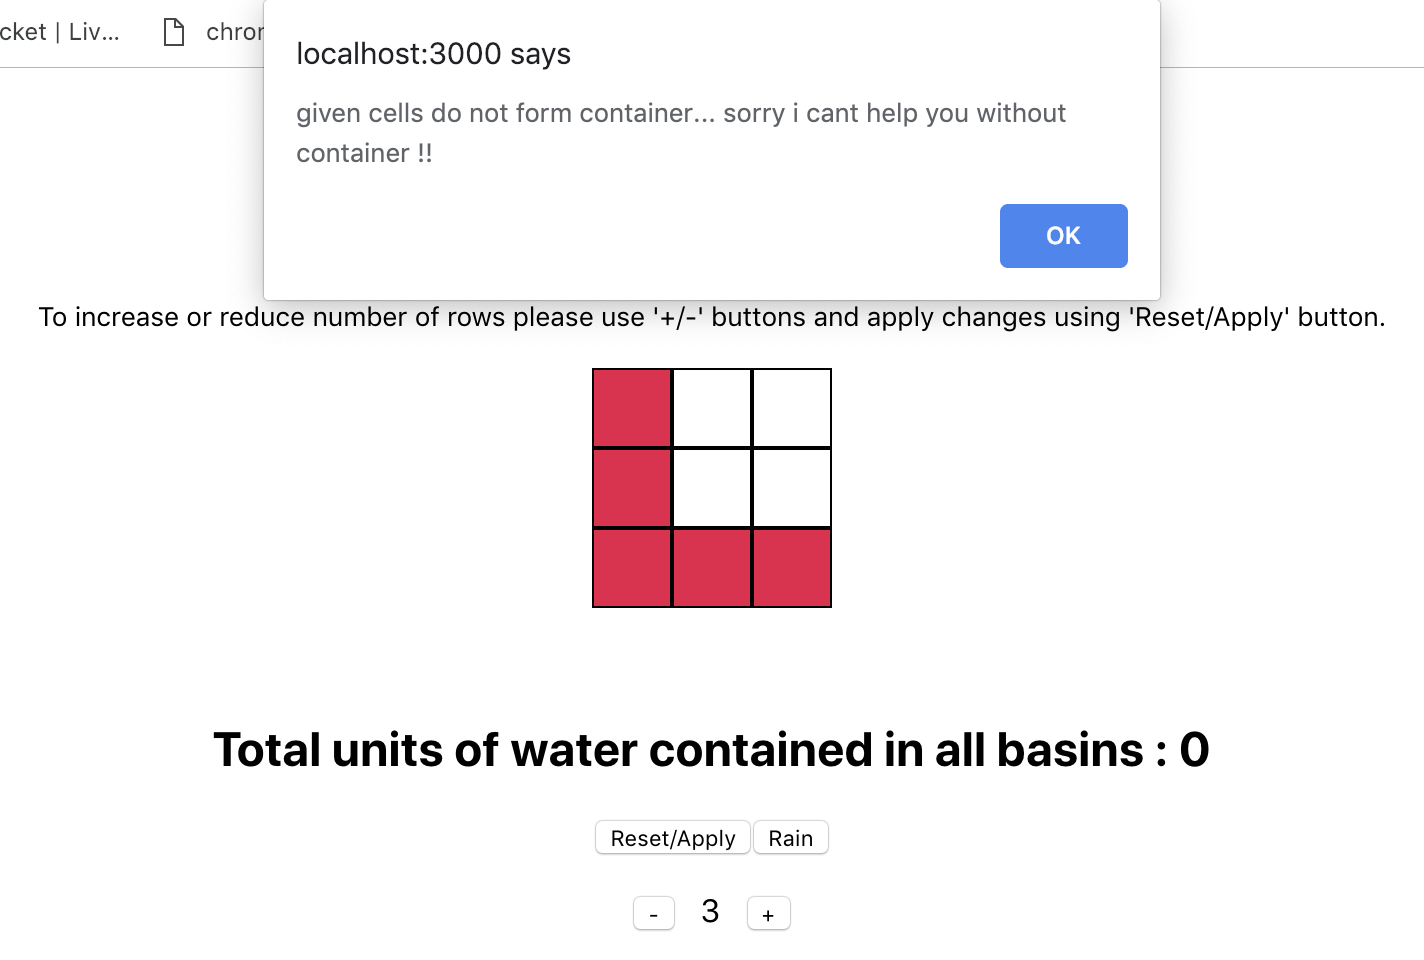 cket | Liv...
localhost:3000 says
given cells do not form container... sorry i cant help you without
container !!
OK
To increase or reduce number of rows please use '+/-' buttons and apply changes using 'Reset/Apply' button.
Total units of water contained in all basins : 0
Reset/Apply Rain
- 3 +